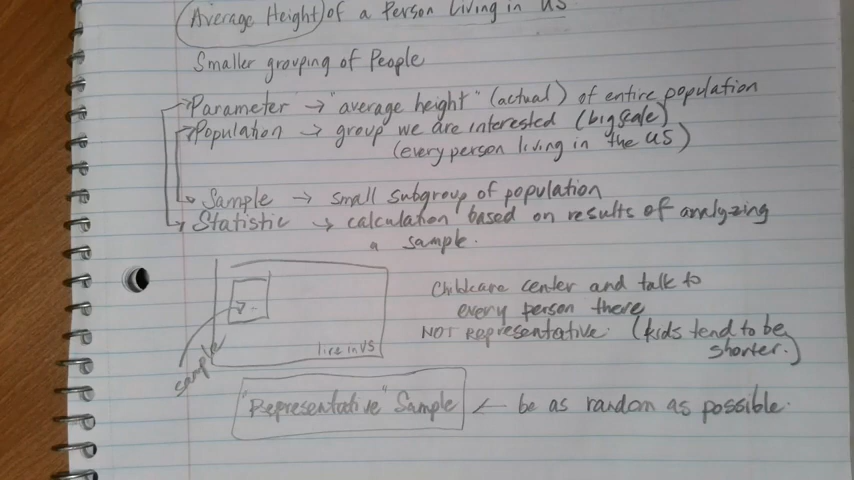 Average Height of a Person Living in US
Smaller grouping of People
Parameter → "average height" (actual) of entire population
Population → group we are interested (big scale)
(every person living in the US)
Sample → small subgroup of population
Statistic → calculation based on results of analyzing
a sample.
Childcare center and talk to
every person there
NOT Representative. (kids tend to be
shorter.)
live in US
sample
"Representative" Sample ← be as random as possible.